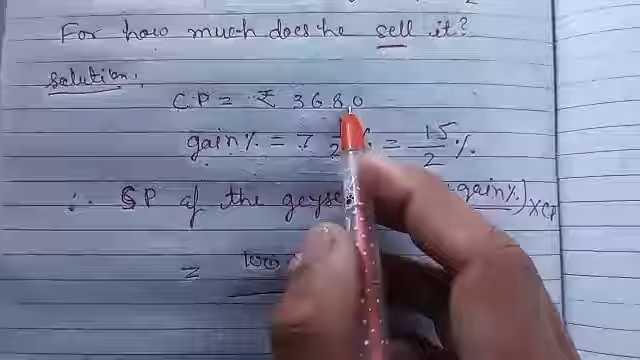 For how much does he sell it?
Solution:
C.P = ₹ 3680
gain% = 7 % = 15/2 %
∴ SP of the geyse gain%] × CP
= 100